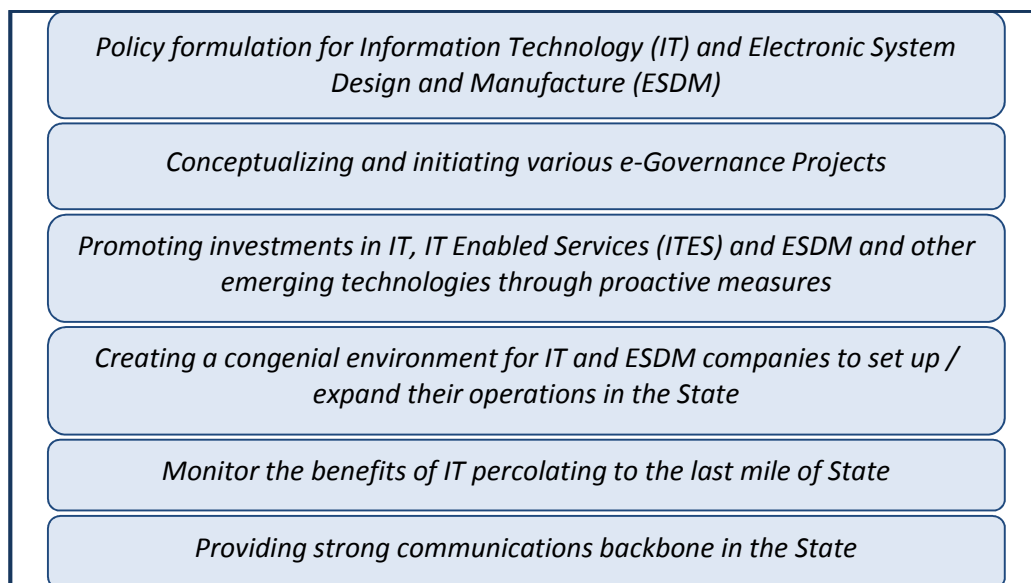 Policy formulation for Information Technology (IT) and Electronic System
Design and Manufacture (ESDM)
Conceptualizing and initiating various e-Governance Projects
Promoting investments in IT, IT Enabled Services (ITES) and ESDM and other
emerging technologies through proactive measures
Creating a congenial environment for IT and ESDM companies to set up /
expand their operations in the State
Monitor the benefits of IT percolating to the last mile of State
Providing strong communications backbone in the State